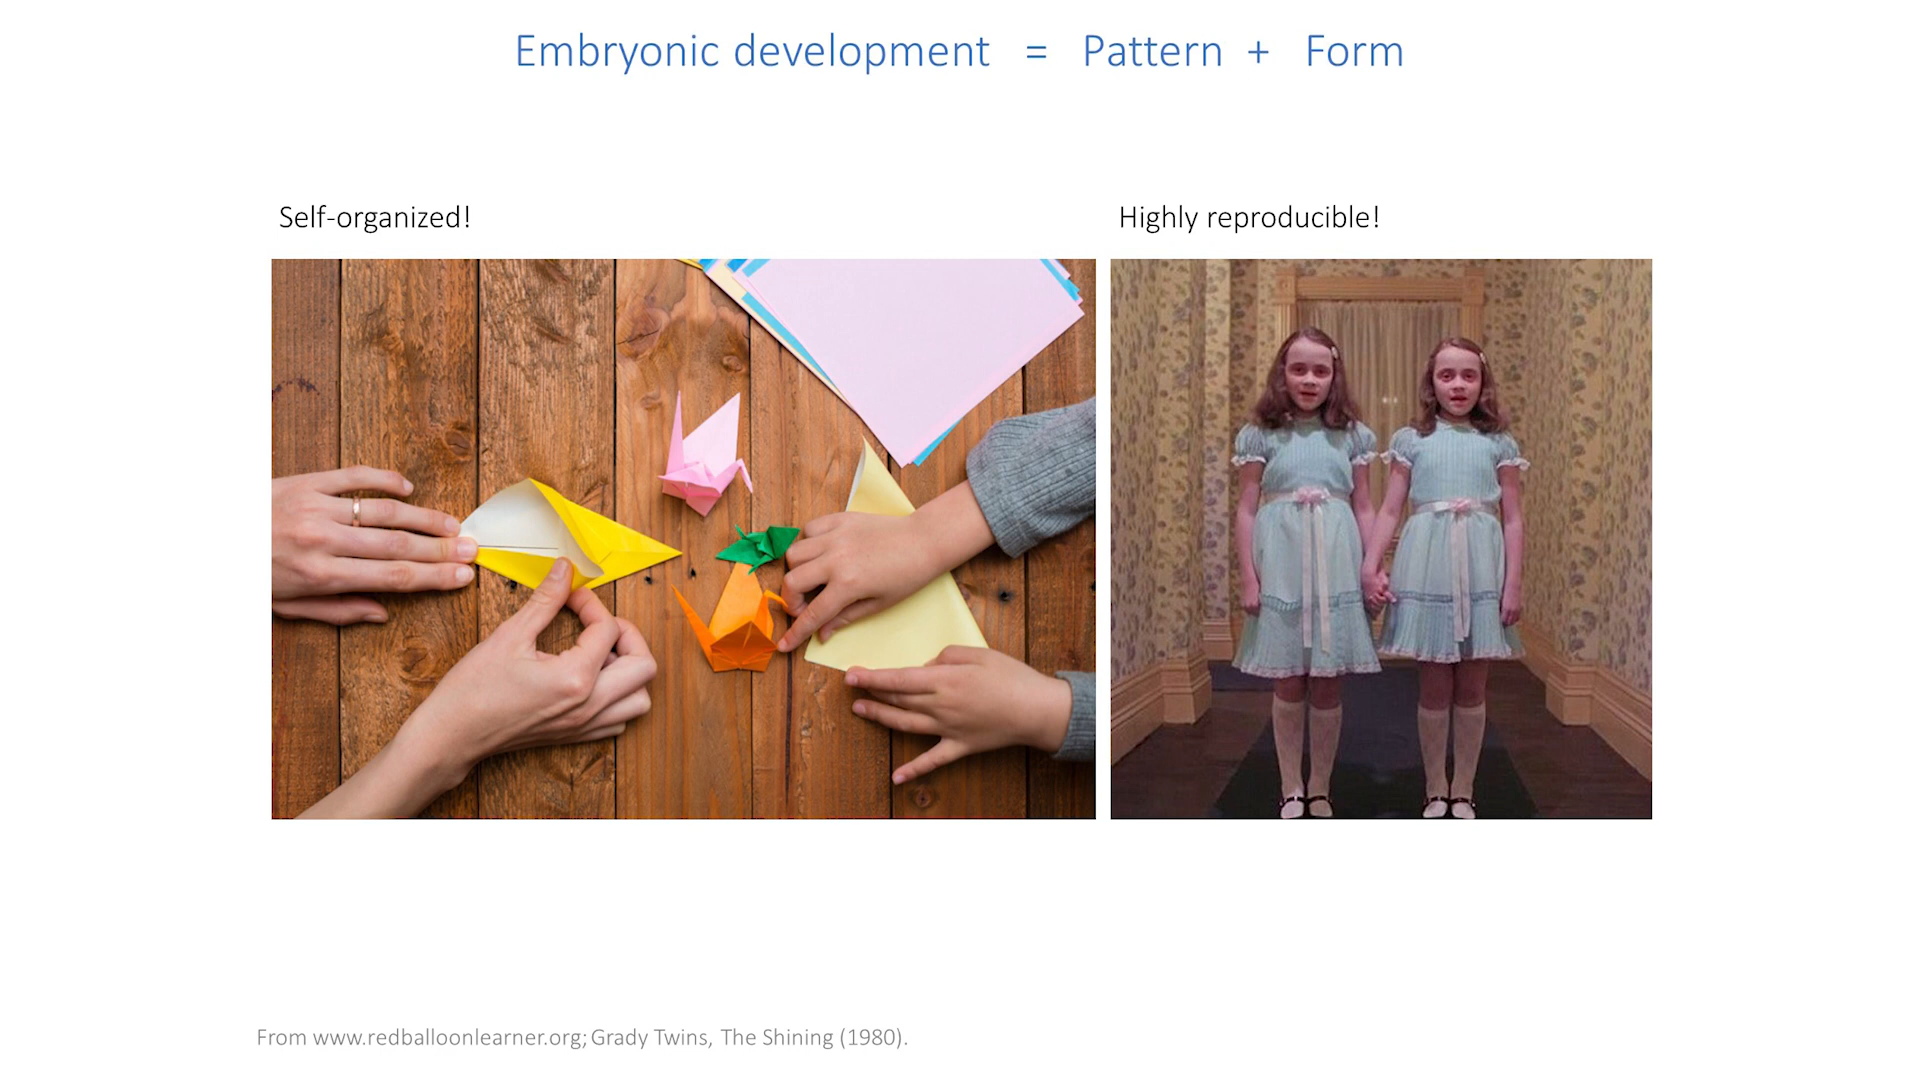 Embryonic development = Pattern + Form
Self-organized!
Highly reproducible!
From www.redballoonlearner.org; Grady Twins, The Shining (1980).